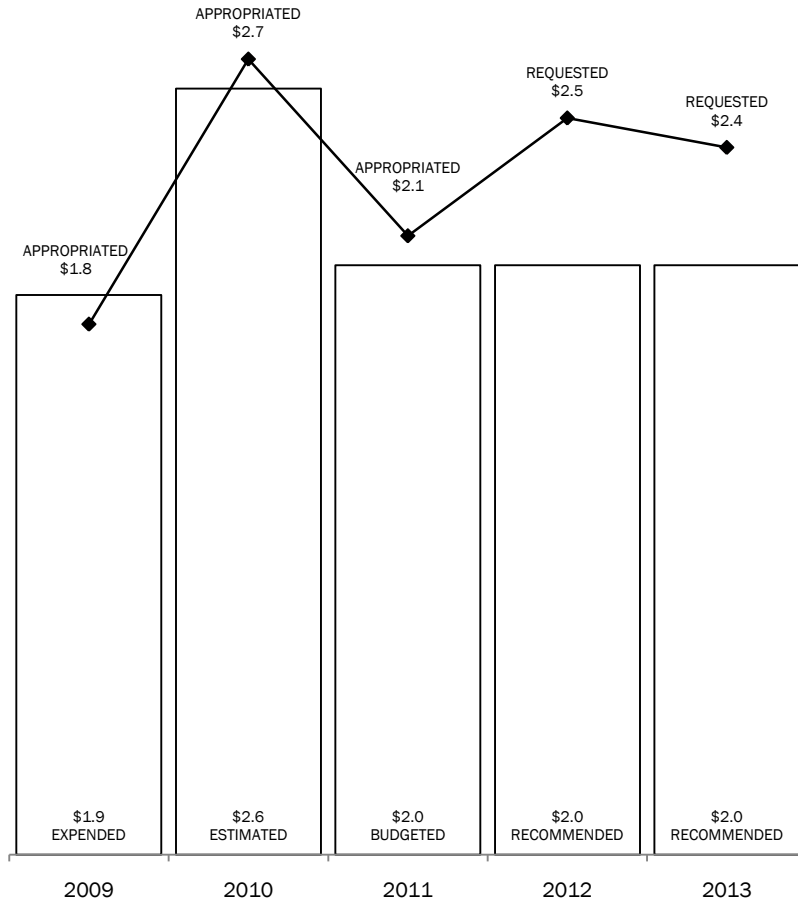 APPROPRIATED
$2.7
REQUESTED
$2.5
REQUESTED
$2.4
APPROPRIATED
$2.1
APPROPRIATED
$1.8
$1.9
EXPENDED
$2.6
ESTIMATED
$2.0
BUDGETED
$2.0
RECOMMENDED
$2.0
RECOMMENDED
2009
2010
2011
2012
2013